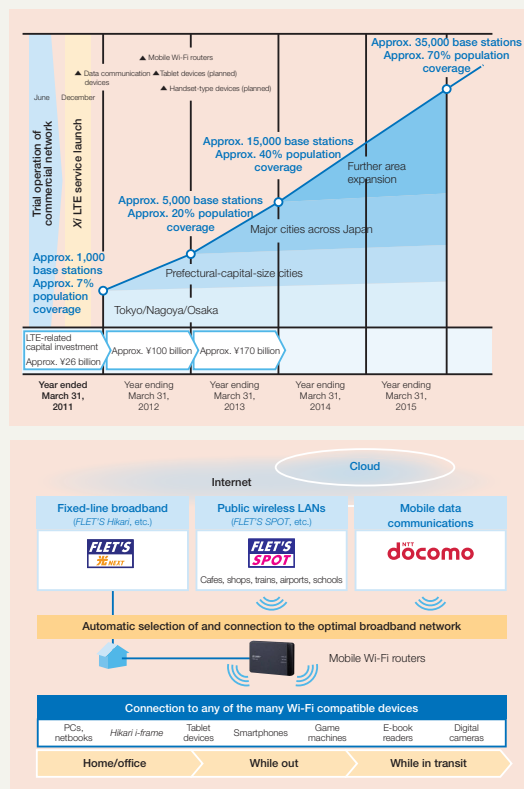 Approx. 35,000 base stations
Approx. 70% population
coverage
▲ Mobile Wi-Fi routers
▲ Data communication
devices
▲ Tablet devices (planned)
▲ Handset-type devices (planned)
June
December
Trial operation of
commercial network
Xi LTE service launch
Approx. 15,000 base stations
Approx. 40% population
coverage
Further area
expansion
Approx. 5,000 base stations
Approx. 20% population
coverage
Major cities across Japan
Approx. 1,000
base stations
Approx. 7%
population
coverage
Prefectural-capital-size cities
Tokyo/Nagoya/Osaka
LTE-related
capital investment
Approx. ¥26 billion
Approx. ¥100 billion
Approx. ¥170 billion
Year ended
March 31,
2011
Year ending
March 31,
2012
Year ending
March 31,
2013
Year ending
March 31,
2014
Year ending
March 31,
2015
Cloud
Internet
Fixed-line broadband
(FLET'S Hikari, etc.)
FLET'S
光 NEXT
Public wireless LANs
(FLET'S SPOT, etc.)
FLET'S
SPOT
Cafes, shops, trains, airports, schools
Mobile data
communications
NTT
docomo
Automatic selection of and connection to the optimal broadband network
Mobile Wi-Fi routers
Connection to any of the many Wi-Fi compatible devices
PCs,
netbooks
Hikari i-frame
Tablet
devices
Smartphones
Game
machines
E-book
readers
Digital
cameras
Home/office
While out
While in transit